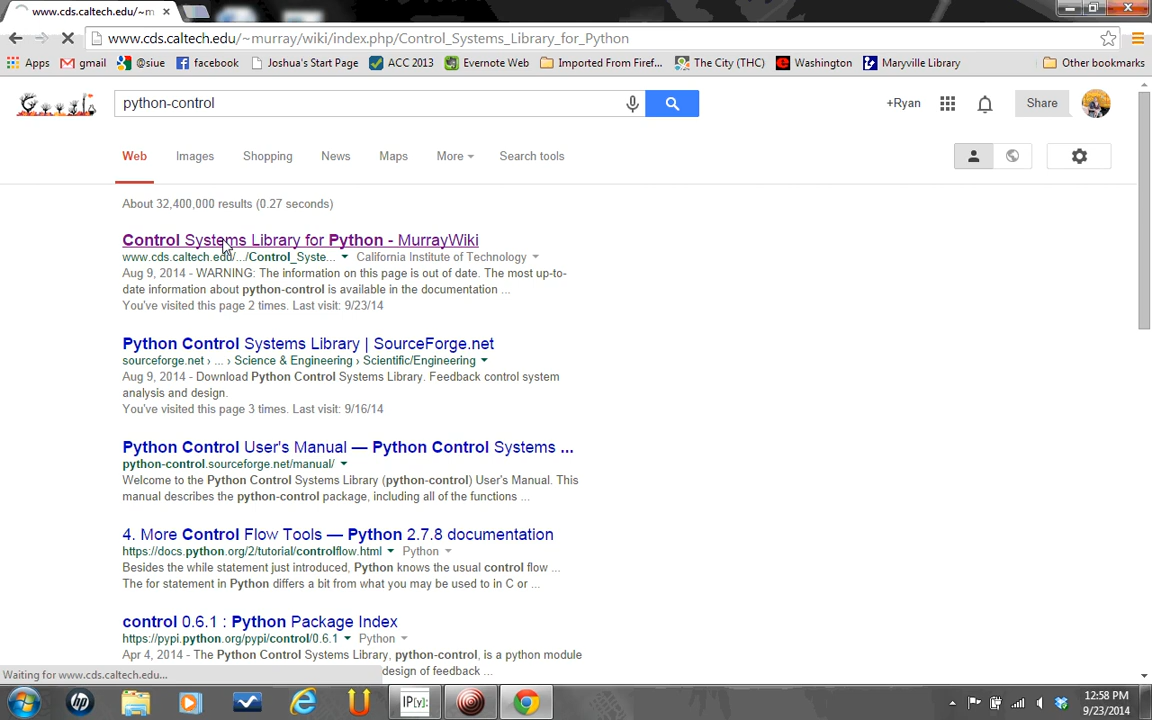 www.cds.caltech.edu/~m
www.cds.caltech.edu/~murray/wiki/index.php/Control_Systems_Library_for_Python
Apps gmail @siue facebook Joshua's Start Page ACC 2013 Evernote Web Imported From Firef... The City (THC) Washington Maryville Library Other bookmarks
python-control
+Ryan Share
Web Images Shopping News Maps More Search tools
About 32,400,000 results (0.27 seconds)
Control Systems Library for Python - MurrayWiki
www.cds.caltech.edu/.../Control_Syste... California Institute of Technology
Aug 9, 2014 - WARNING: The information on this page is out of date. The most up-to-
date information about python-control is available in the documentation ...
You've visited this page 2 times. Last visit: 9/23/14
Python Control Systems Library | SourceForge.net
sourceforge.net › ... › Science & Engineering › Scientific/Engineering
Aug 9, 2014 - Download Python Control Systems Library. Feedback control system
analysis and design.
You've visited this page 3 times. Last visit: 9/16/14
Python Control User's Manual — Python Control Systems ...
python-control.sourceforge.net/manual/
Welcome to the Python Control Systems Library (python-control) User's Manual. This
manual describes the python-control package, including all of the functions ...
4. More Control Flow Tools — Python 2.7.8 documentation
https://docs.python.org/2/tutorial/controlflow.html Python
Besides the while statement just introduced, Python knows the usual control flow ...
The for statement in Python differs a bit from what you may be used to in C or ...
control 0.6.1 : Python Package Index
https://pypi.python.org/pypi/control/0.6.1 Python
Apr 4, 2014 - The Python Control Systems Library, python-control, is a python module
design of feedback ...
Waiting for www.cds.caltech.edu...
IP[y]: 12:58 PM
9/23/2014